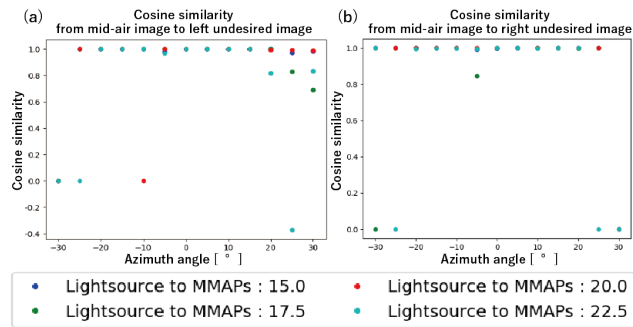 (a)
Cosine similarity
from mid-air image to left undesired image
Cosine similarity
1.0
0.8
0.6
0.4
0.2
0.0
-0.4
−30
−20
−10
0
10
20
30
Azimuth angle [ ° ]
(b)
Cosine similarity
from mid-air image to right undesired image
Cosine similarity
1.0
0.8
0.6
0.4
0.2
0.0
−30
−20
−10
0
10
20
30
Azimuth angle [ ° ]
Lightsource to MMAPs : 15.0
Lightsource to MMAPs : 20.0
Lightsource to MMAPs : 17.5
Lightsource to MMAPs : 22.5